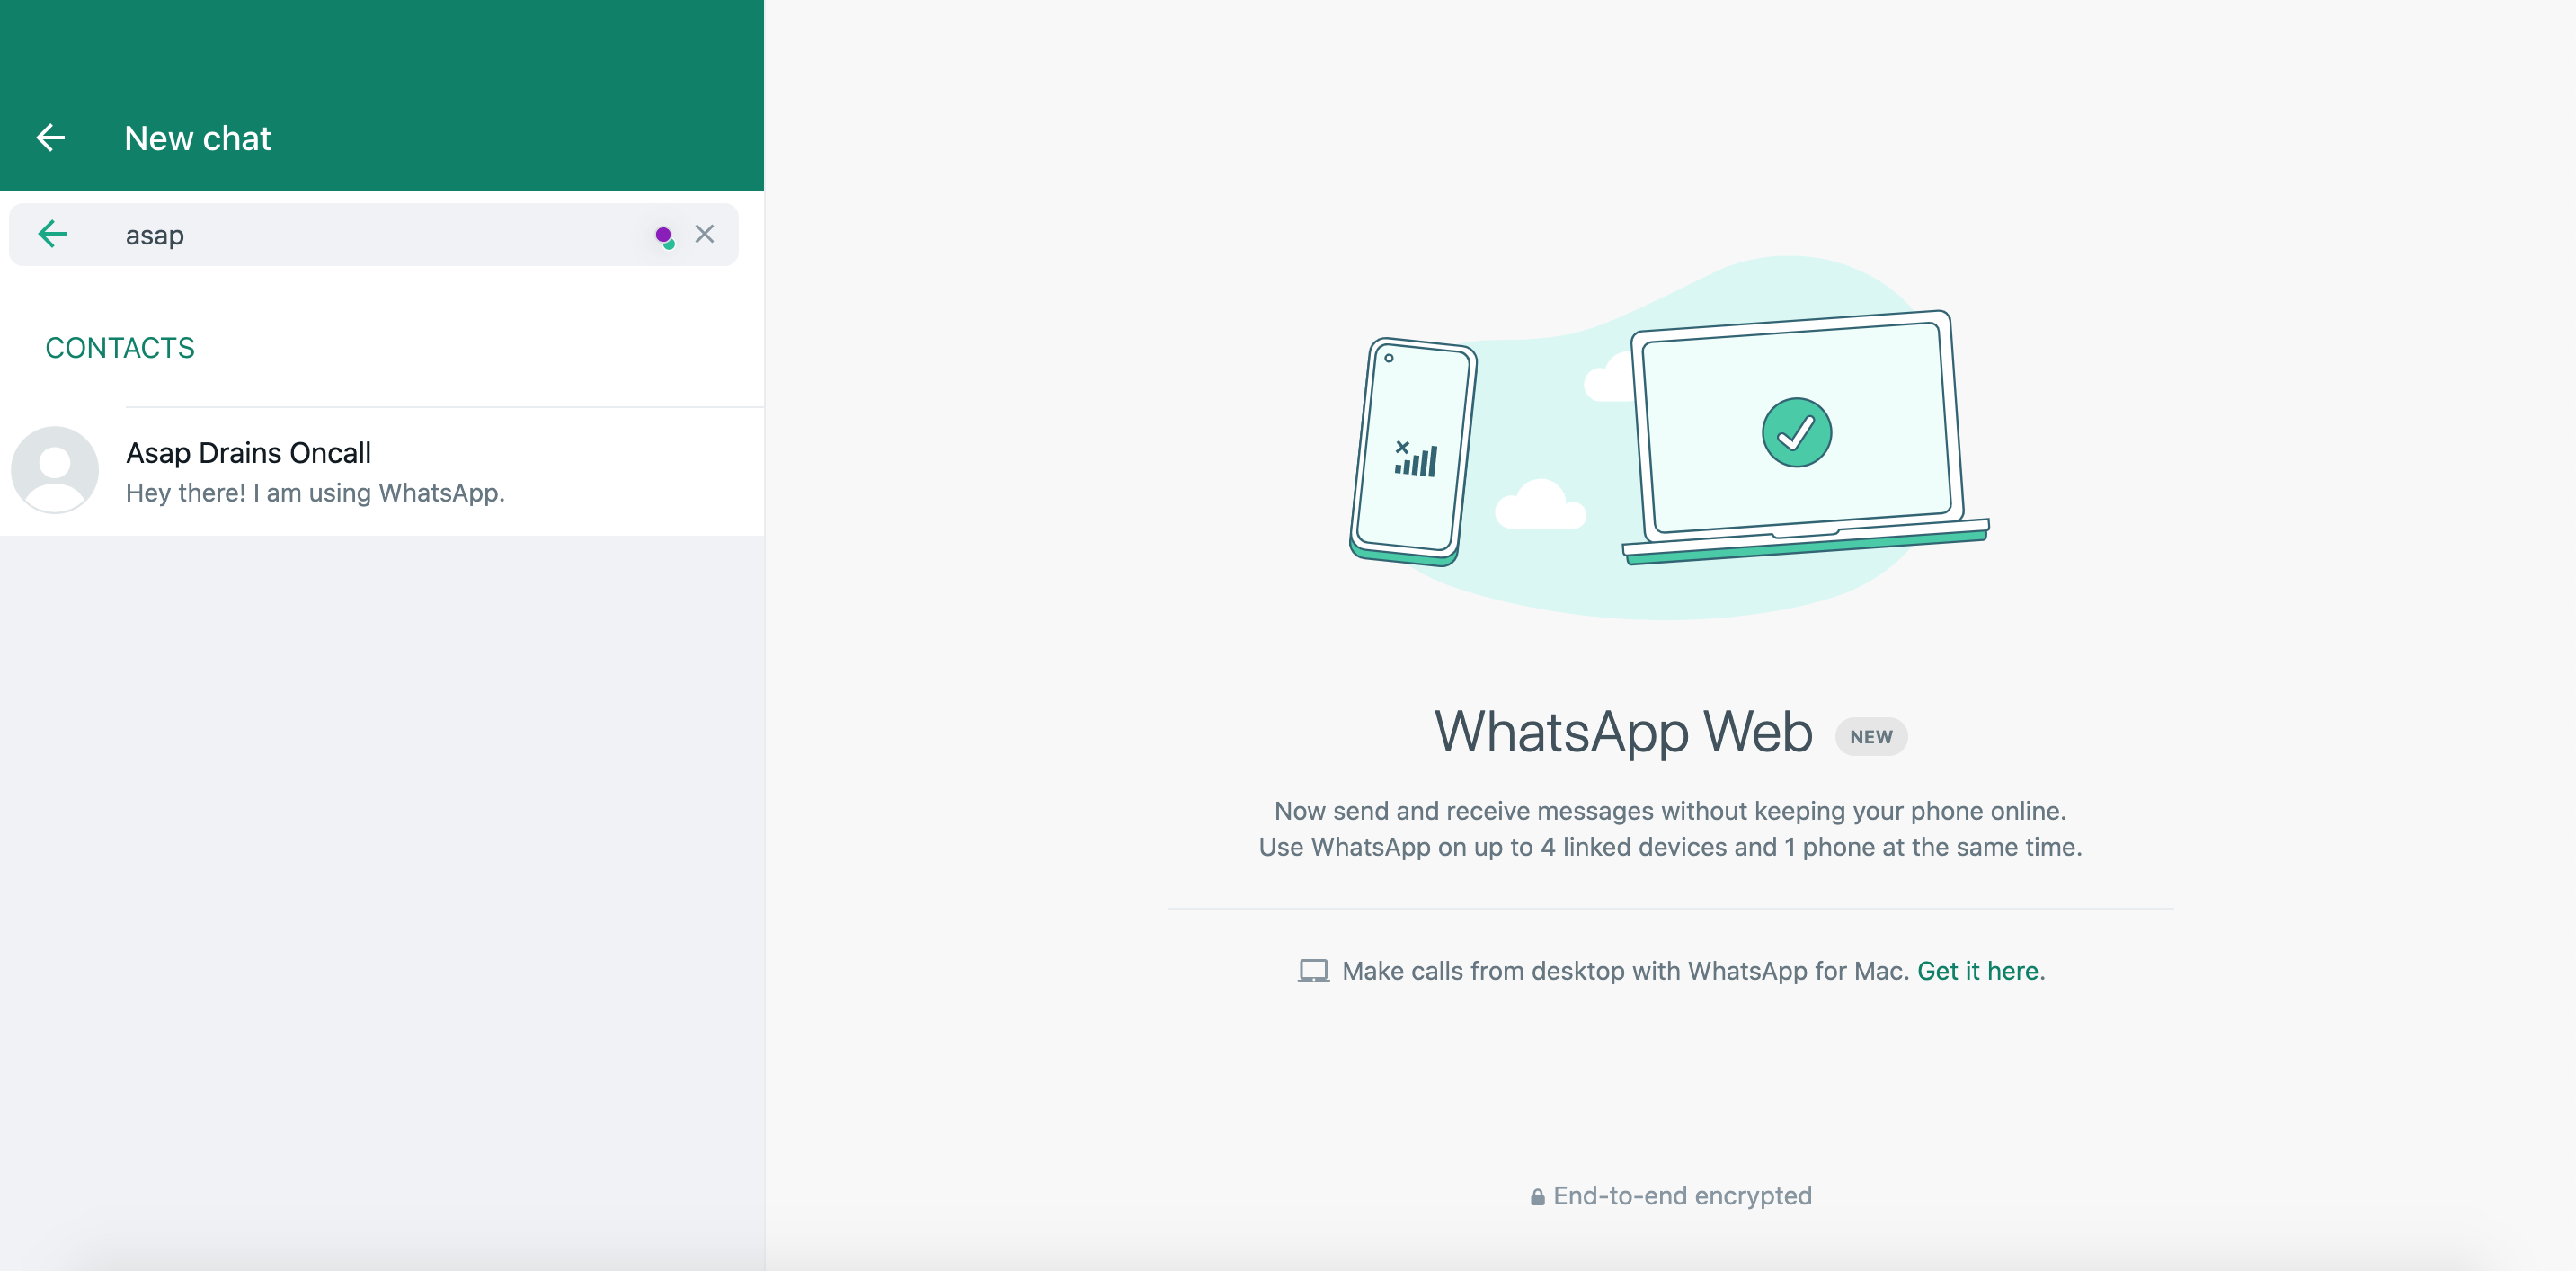 New chat
asap
CONTACTS
Asap Drains Oncall
Hey there! I am using WhatsApp.
WhatsApp Web NEW
Now send and receive messages without keeping your phone online.
Use WhatsApp on up to 4 linked devices and 1 phone at the same time.
Make calls from desktop with WhatsApp for Mac. Get it here.
End-to-end encrypted